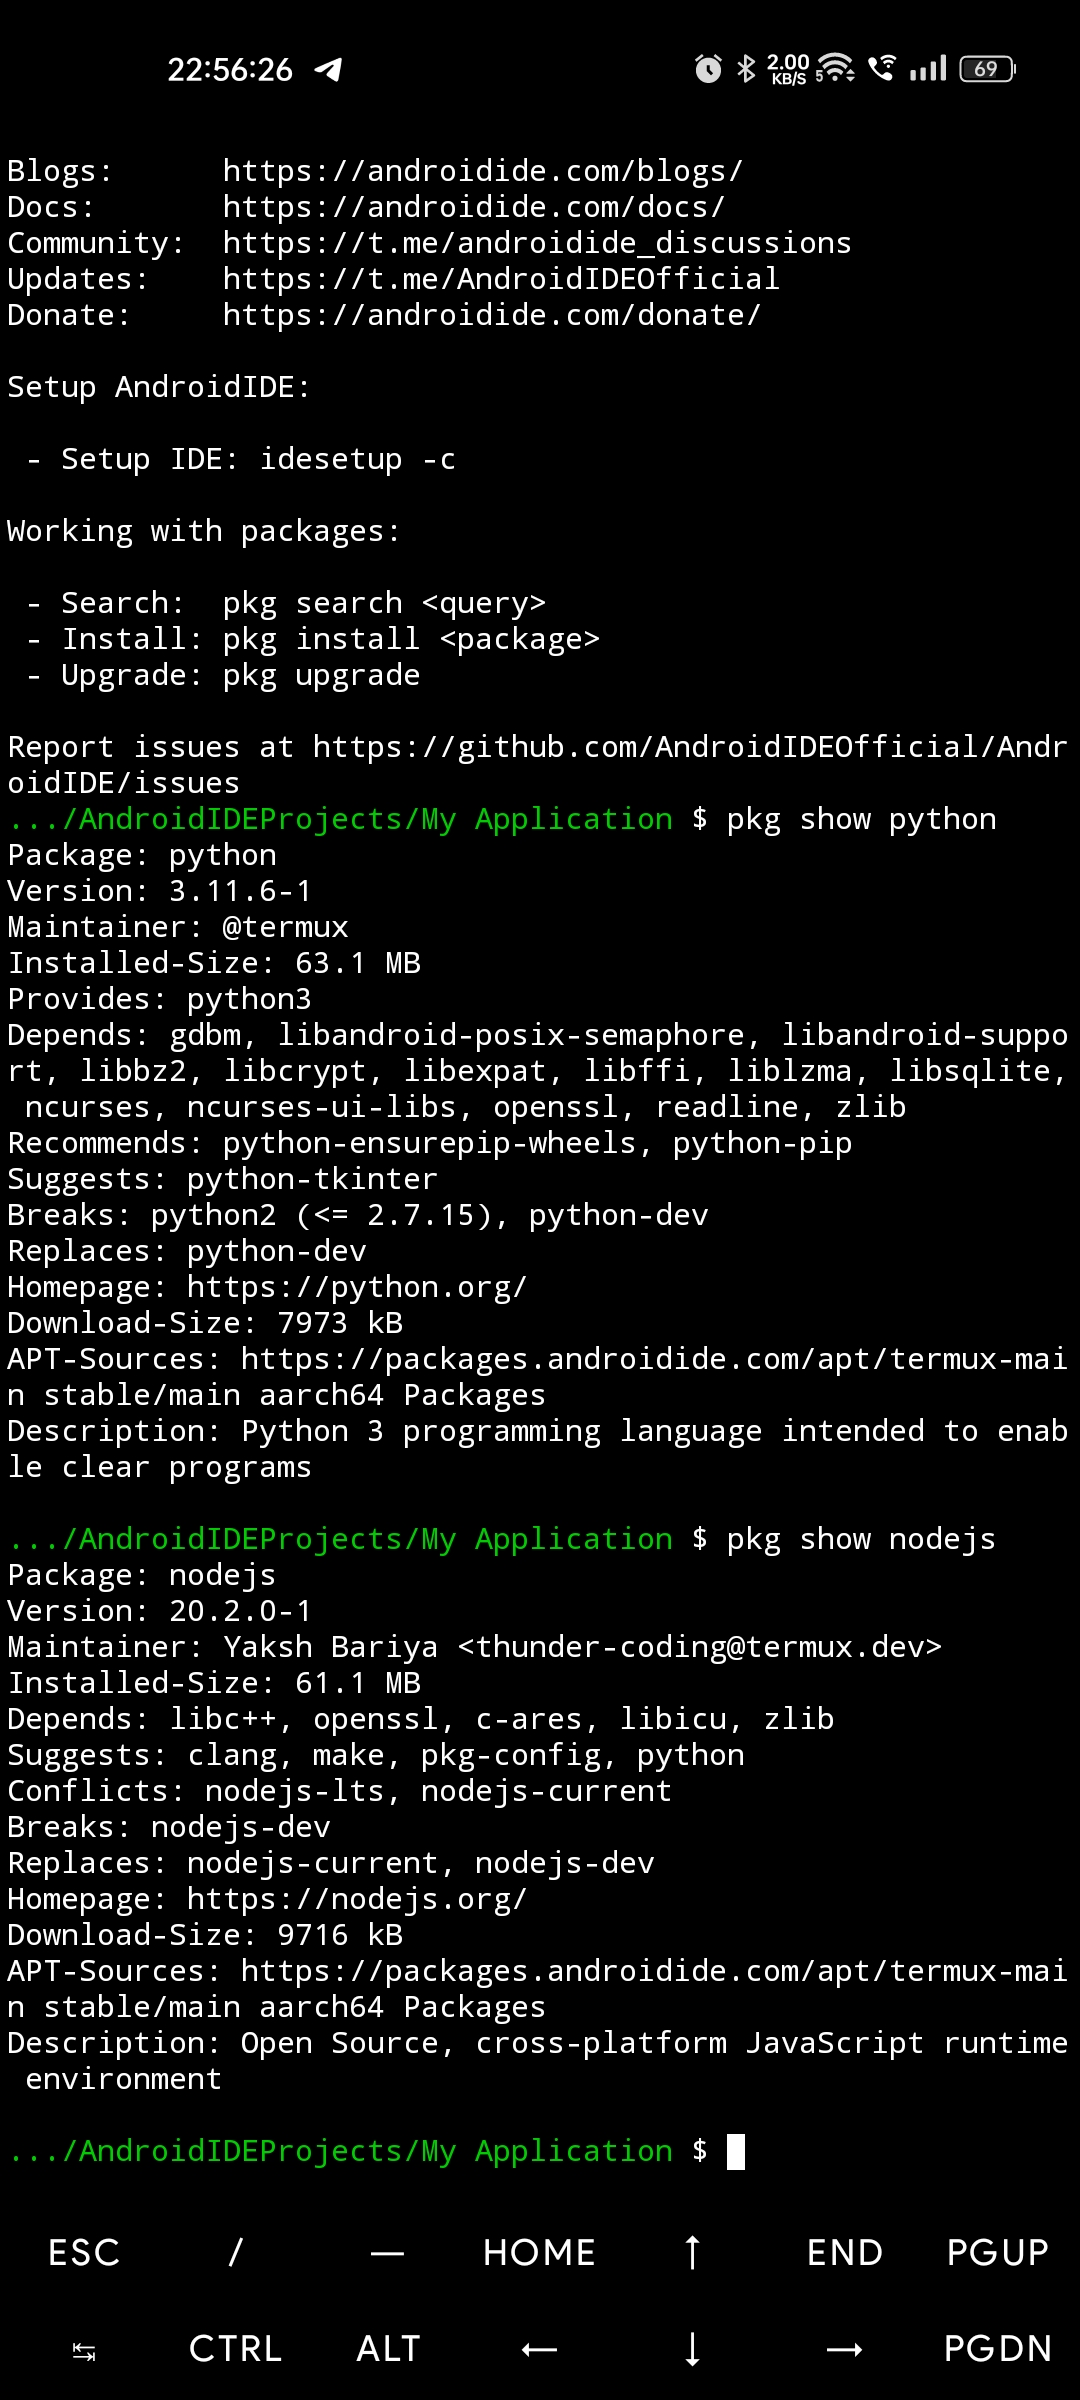 22:56:26 2.00 KB/S 5 69
Blogs: https://androidide.com/blogs/
Docs: https://androidide.com/docs/
Community: https://t.me/androidide_discussions
Updates: https://t.me/AndroidIDEOfficial
Donate: https://androidide.com/donate/
Setup AndroidIDE:
- Setup IDE: idesetup -c
Working with packages:
- Search: pkg search <query>
- Install: pkg install <package>
- Upgrade: pkg upgrade
Report issues at https://github.com/AndroidIDEOfficial/Andr
oidIDE/issues
.../AndroidIDEProjects/My Application $ pkg show python
Package: python
Version: 3.11.6-1
Maintainer: @termux
Installed-Size: 63.1 MB
Provides: python3
Depends: gdbm, libandroid-posix-semaphore, libandroid-suppo
rt, libbz2, libcrypt, libexpat, libffi, liblzma, libsqlite,
ncurses, ncurses-ui-libs, openssl, readline, zlib
Recommends: python-ensurepip-wheels, python-pip
Suggests: python-tkinter
Breaks: python2 (<= 2.7.15), python-dev
Replaces: python-dev
Homepage: https://python.org/
Download-Size: 7973 kB
APT-Sources: https://packages.androidide.com/apt/termux-mai
n stable/main aarch64 Packages
Description: Python 3 programming language intended to enab
le clear programs
.../AndroidIDEProjects/My Application $ pkg show nodejs
Package: nodejs
Version: 20.2.0-1
Maintainer: Yaksh Bariya <thunder-coding@termux.dev>
Installed-Size: 61.1 MB
Depends: libc++, openssl, c-ares, libicu, zlib
Suggests: clang, make, pkg-config, python
Conflicts: nodejs-lts, nodejs-current
Breaks: nodejs-dev
Replaces: nodejs-current, nodejs-dev
Homepage: https://nodejs.org/
Download-Size: 9716 kB
APT-Sources: https://packages.androidide.com/apt/termux-mai
n stable/main aarch64 Packages
Description: Open Source, cross-platform JavaScript runtime
environment
.../AndroidIDEProjects/My Application $
ESC / — HOME ↑ END PGUP
↹ CTRL ALT ← ↓ → PGDN